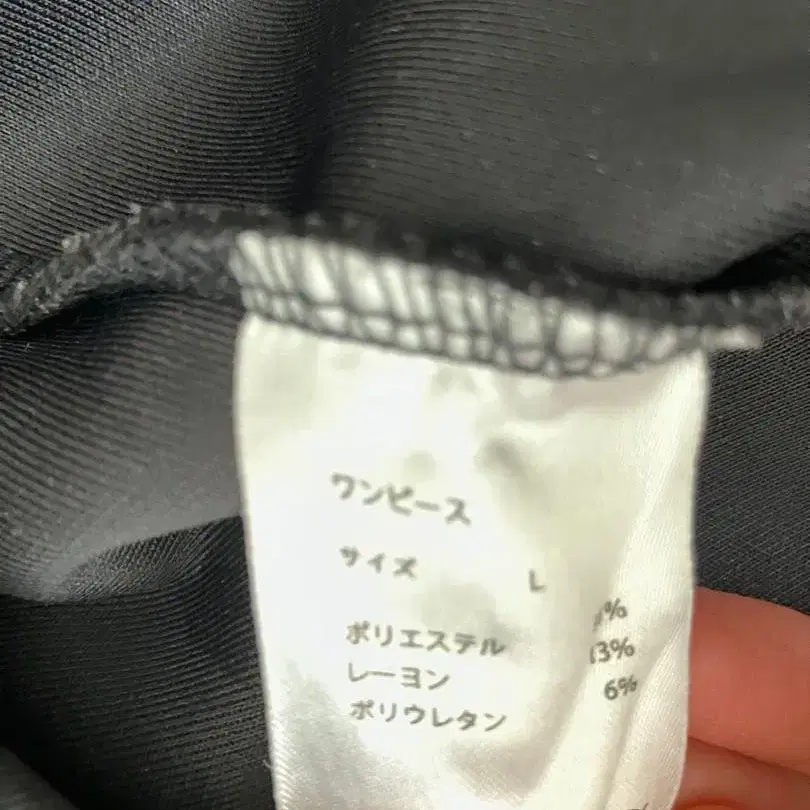 ワンピース
サイズ L
ポリエステル %
レーヨン 13%
ポリウレタン 6%